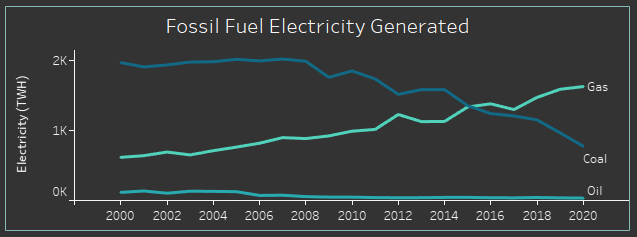 Fossil Fuel Electricity Generated
Electricity (TWH)
2K
1K
0K
Gas
Coal
Oil
2000 2002 2004 2006 2008 2010 2012 2014 2016 2018 2020